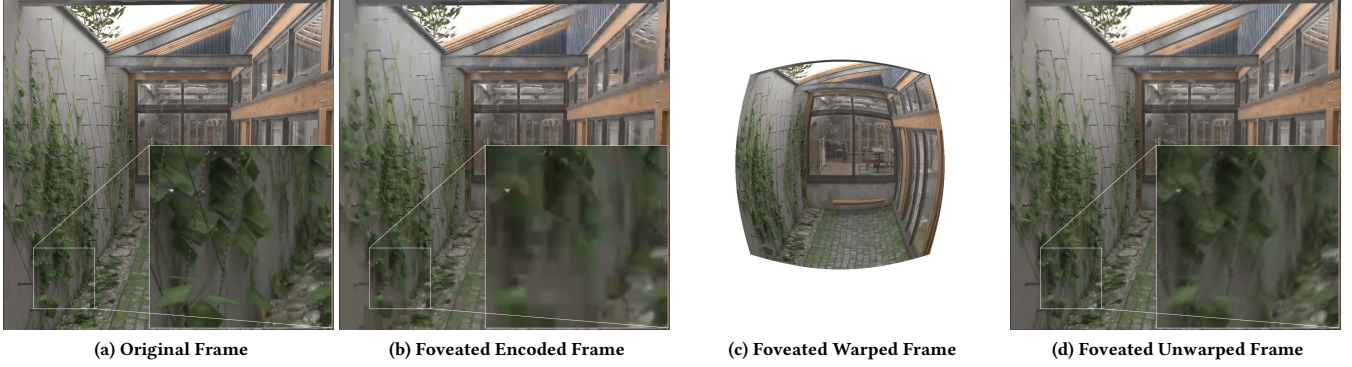 (a) Original Frame
(b) Foveated Encoded Frame
(c) Foveated Warped Frame
(d) Foveated Unwarped Frame